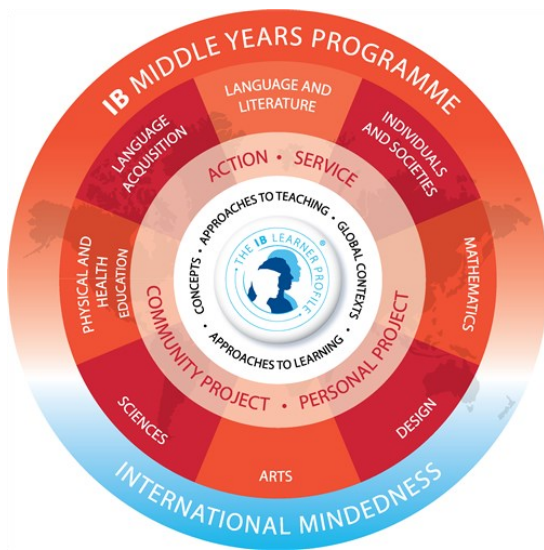 IB MIDDLE YEARS PROGRAMME
LANGUAGE AND
LITERATURE
INDIVIDUALS
AND SOCIETIES
MATHEMATICS
DESIGN
ARTS
SCIENCES
PHYSICAL AND
HEALTH
EDUCATION
LANGUAGE
ACQUISITION
ACTION • SERVICE
PERSONAL PROJECT
COMMUNITY PROJECT •
APPROACHES TO TEACHING •
GLOBAL CONTEXTS •
APPROACHES TO LEARNING •
CONCEPTS •
• THE IB LEARNER PROFILE ®
INTERNATIONAL MINDEDNESS